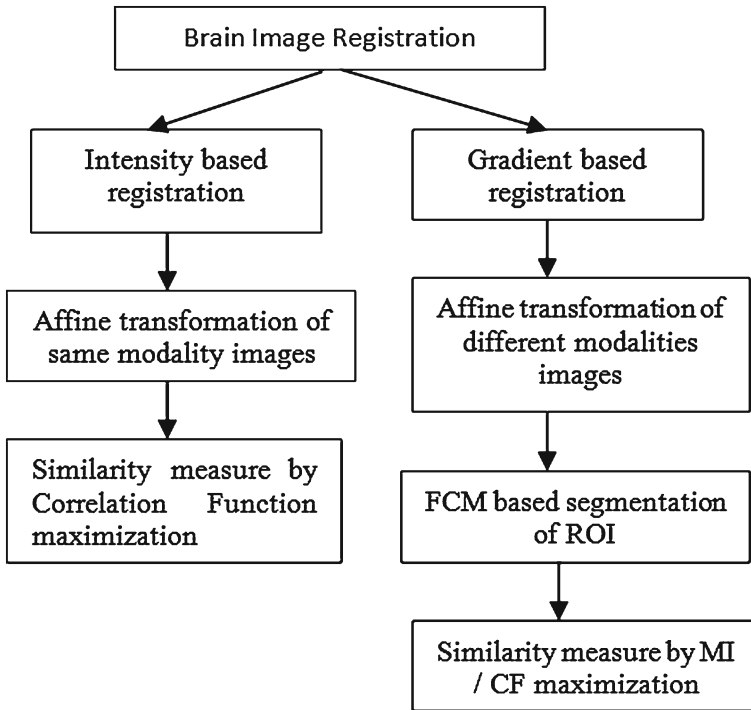 Brain Image Registration
Intensity based
registration
Affine transformation of
same modality images
Similarity measure by
Correlation Function
maximization
Gradient based
registration
Affine transformation of
different modalities
images
FCM based segmentation
of ROI
Similarity measure by MI
/ CF maximization